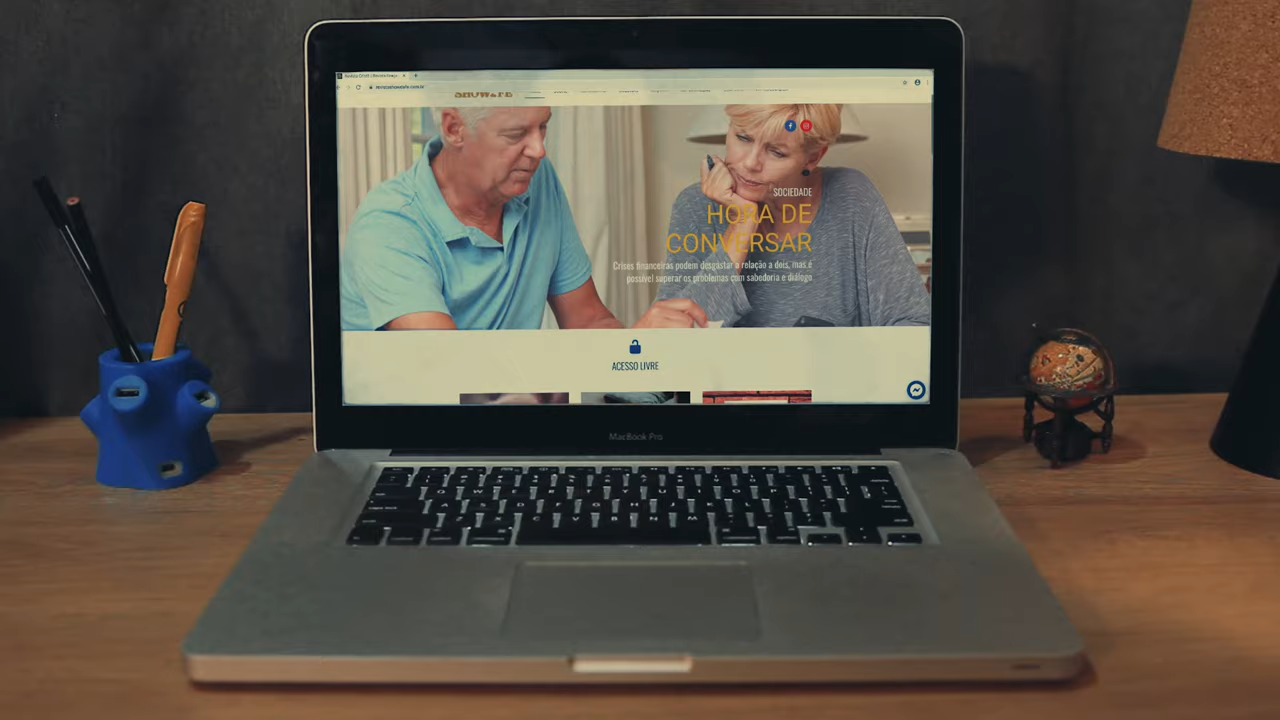 SOCIEDADE
HORA DE
CONVERSAR
Crises financeiras podem desgastar a relação a dois, mas é
possível superar os problemas com sabedoria e diálogo
ACESSO LIVRE
MacBook Pro